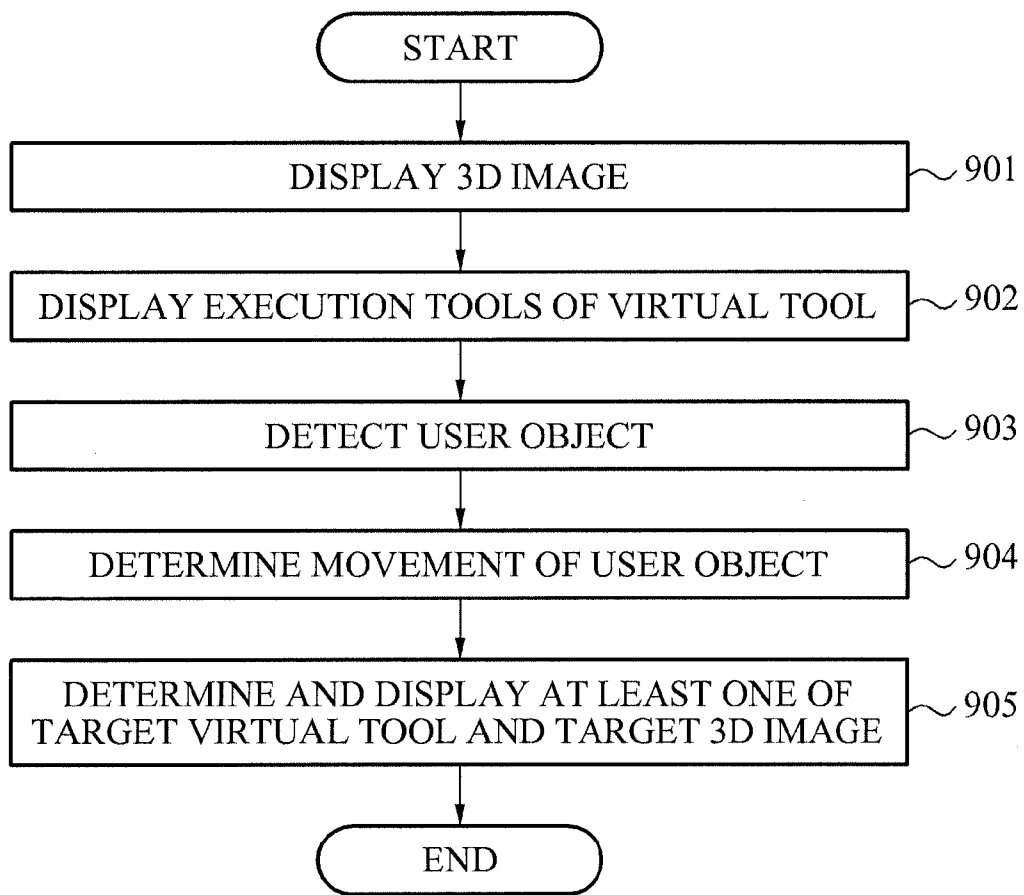 START
DISPLAY 3D IMAGE
901
DISPLAY EXECUTION TOOLS OF VIRTUAL TOOL
902
DETECT USER OBJECT
903
DETERMINE MOVEMENT OF USER OBJECT
904
DETERMINE AND DISPLAY AT LEAST ONE OF
TARGET VIRTUAL TOOL AND TARGET 3D IMAGE
905
END